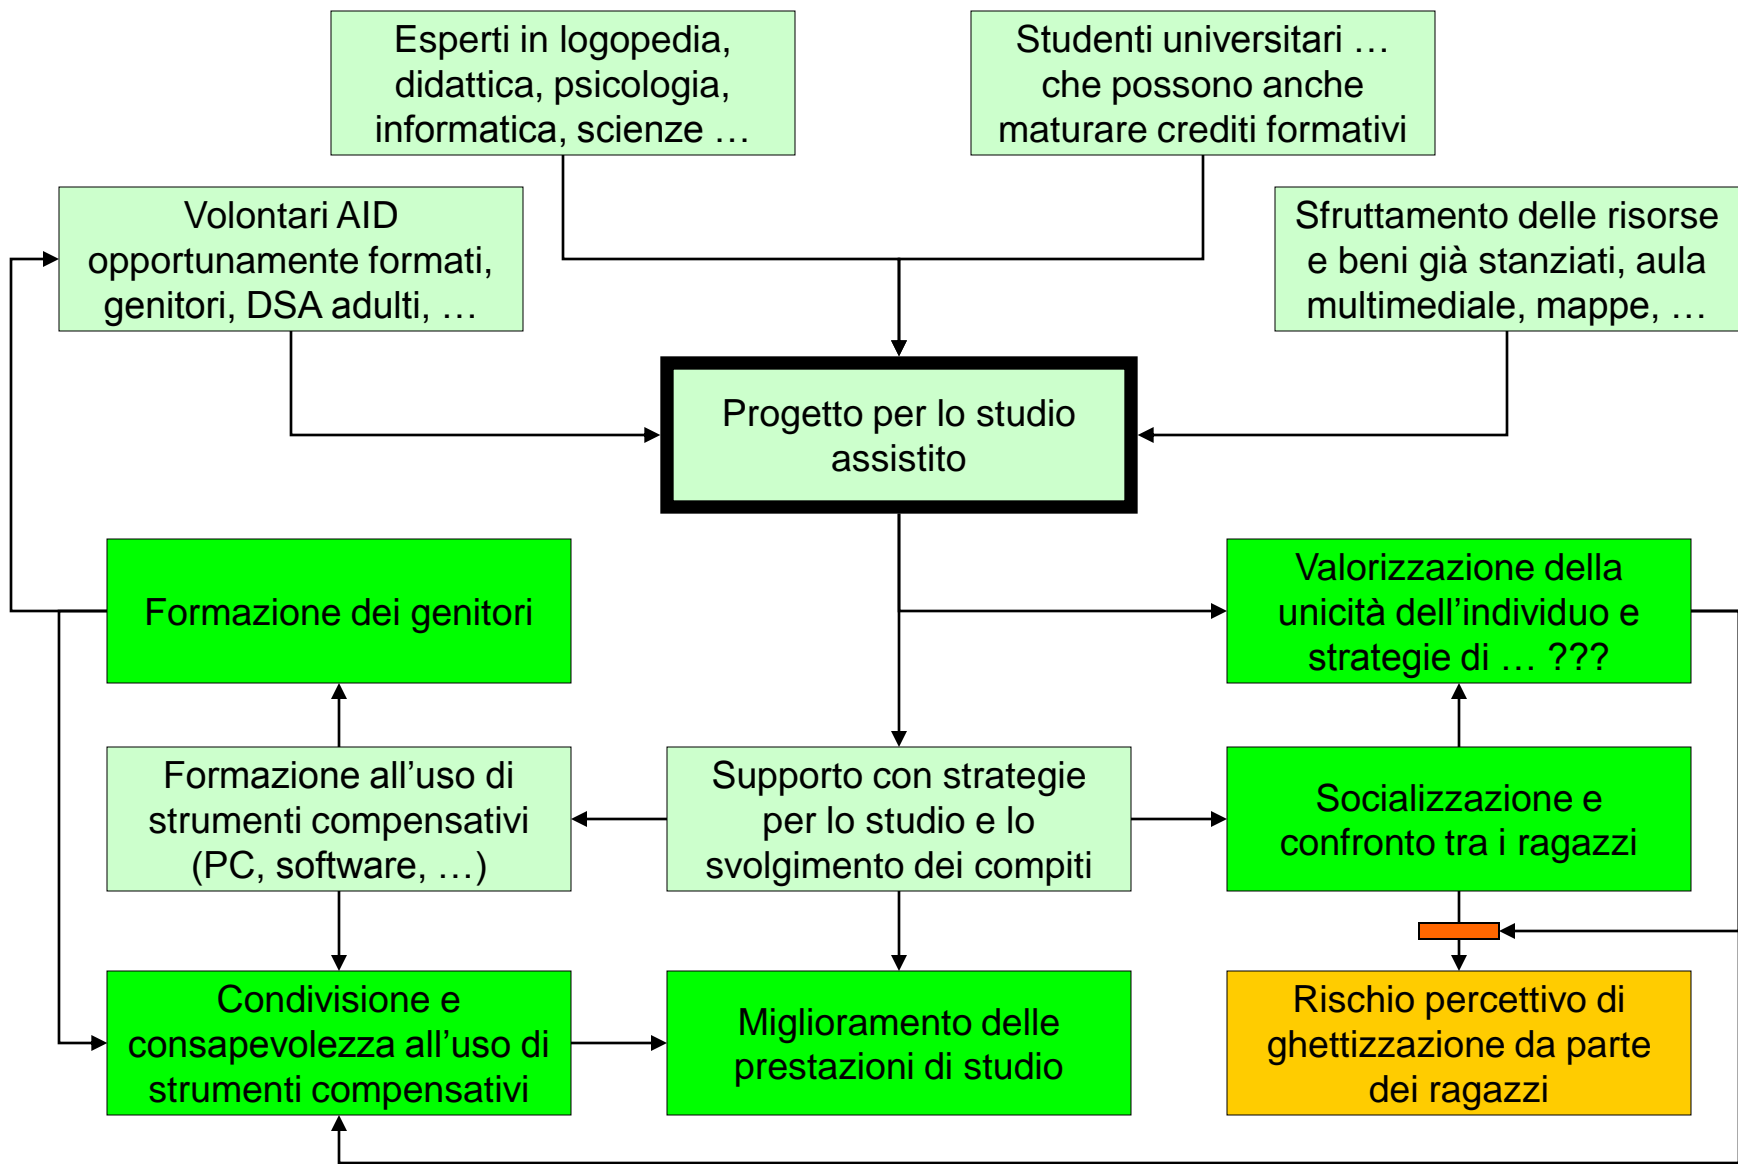 Esperti in logopedia,
didattica, psicologia,
informatica, scienze …
Studenti universitari …
che possono anche
maturare crediti formativi
Volontari AID
opportunamente formati,
genitori, DSA adulti, …
Sfruttamento delle risorse
e beni già stanziati, aula
multimediale, mappe, …
Progetto per lo studio
assistito
Formazione dei genitori
Valorizzazione della
unicità dell’individuo e
strategie di … ???
Formazione all’uso di
strumenti compensativi
(PC, software, …)
Supporto con strategie
per lo studio e lo
svolgimento dei compiti
Socializzazione e
confronto tra i ragazzi
Condivisione e
consapevolezza all’uso di
strumenti compensativi
Miglioramento delle
prestazioni di studio
Rischio percettivo di
ghettizzazione da parte
dei ragazzi